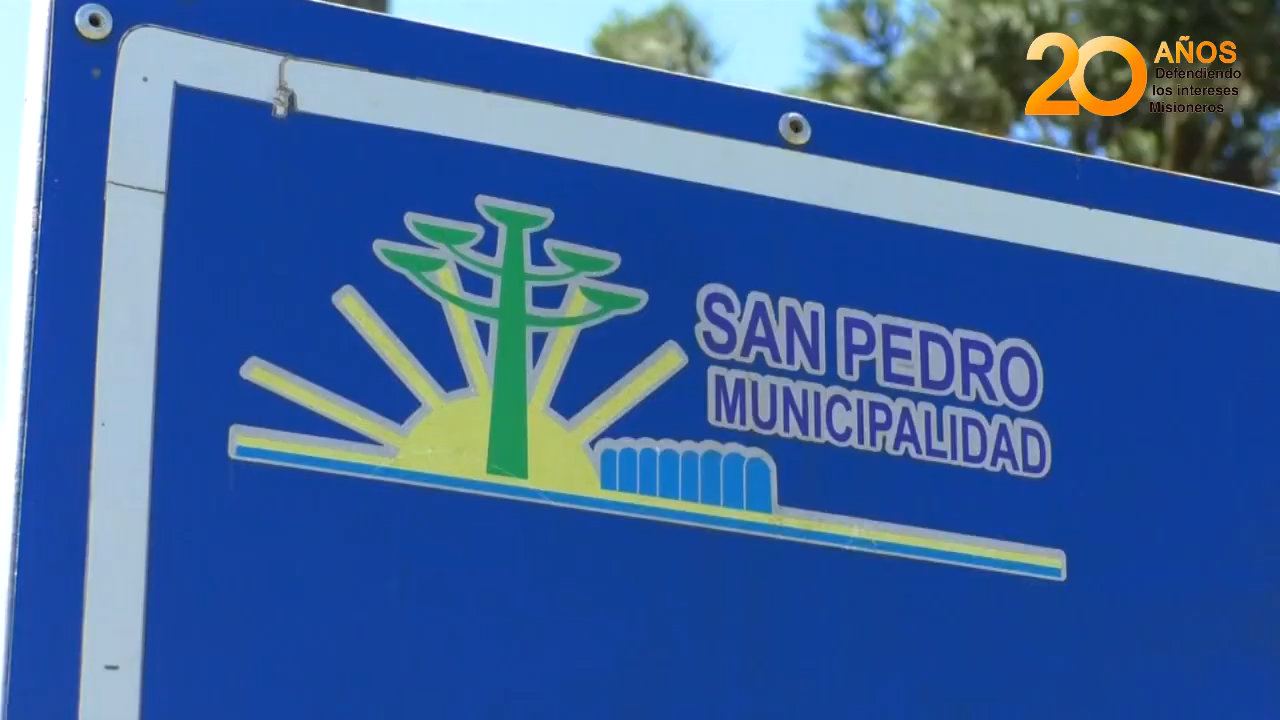 20 AÑOS
Defendiendo
los intereses
Misioneros
SAN PEDRO
MUNICIPALIDAD